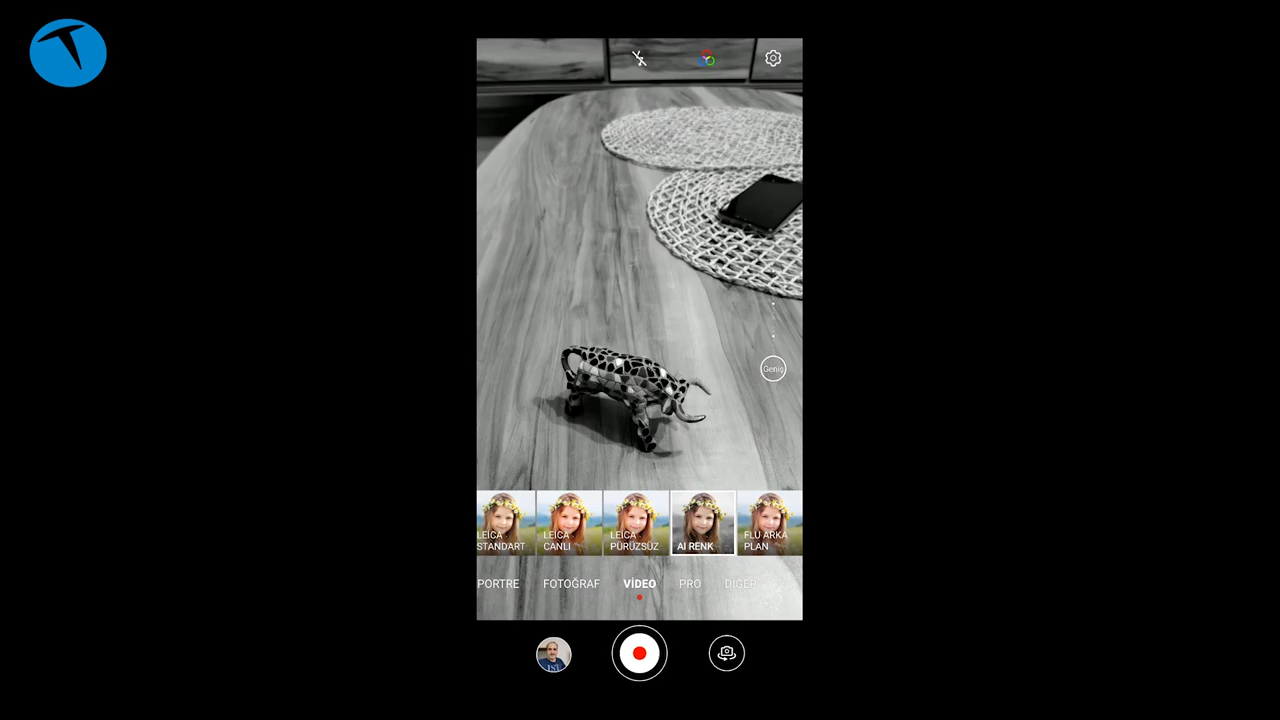 Geniş
LEICA
STANDART
LEICA
CANLI
LEICA
PÜRÜZSÜZ
AI RENK
FLU ARKA
PLAN
PORTRE FOTOĞRAF VİDEO PRO DİĞER